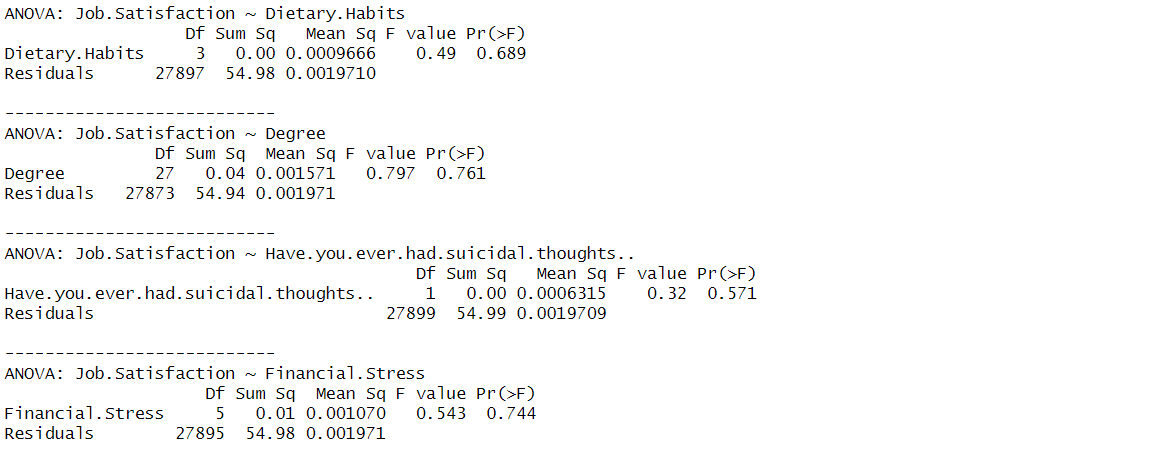 ANOVA: Job.Satisfaction ~ Dietary.Habits
                  Df Sum Sq   Mean Sq F value Pr(>F)
Dietary.Habits     3   0.00 0.0009666    0.49  0.689
Residuals      27897  54.98 0.0019710
---------------------------
ANOVA: Job.Satisfaction ~ Degree
               Df Sum Sq  Mean Sq F value Pr(>F)
Degree         27   0.04 0.001571   0.797  0.761
Residuals   27873  54.94 0.001971
---------------------------
ANOVA: Job.Satisfaction ~ Have.you.ever.had.suicidal.thoughts..
                                         Df Sum Sq   Mean Sq F value Pr(>F)
Have.you.ever.had.suicidal.thoughts..     1   0.00 0.0006315    0.32  0.571
Residuals                             27899  54.99 0.0019709
---------------------------
ANOVA: Job.Satisfaction ~ Financial.Stress
                    Df Sum Sq  Mean Sq F value Pr(>F)
Financial.Stress     5   0.01 0.001070   0.543  0.744
Residuals        27895  54.98 0.001971